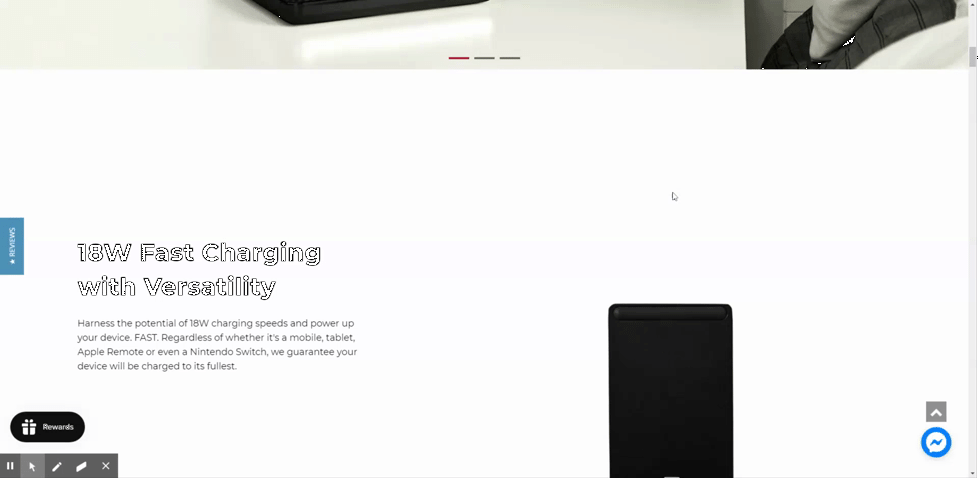 ★ REVIEWS
18W Fast Charging
with Versatility
Harness the potential of 18W charging speeds and power up
your device. FAST. Regardless of whether it's a mobile, tablet,
Apple Remote or even a Nintendo Switch, we guarantee your
device will be charged to its fullest.
Rewards